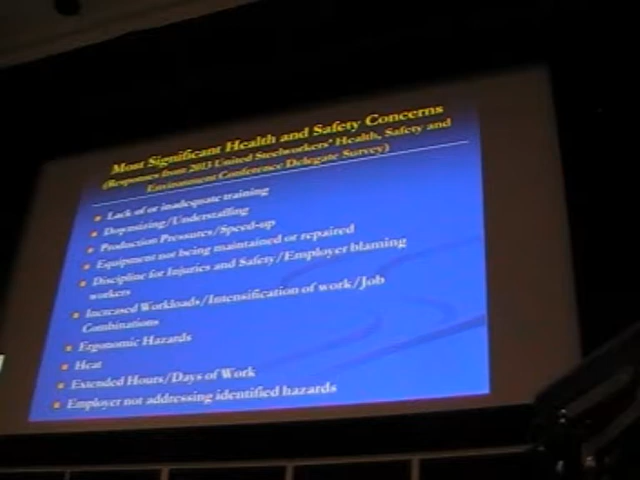 Most Significant Health and Safety Concerns
(Responses from 2013 United Steelworkers' Health, Safety and
Environment Conference Delegate Survey)
Lack of or inadequate training
Downsizing/Understaffing
Production Pressures/Speed-up
Equipment not being maintained or repaired
Discipline for Injuries and Safety/Employer blaming
workers
Increased Workloads/Intensification of work/Job
Combinations
Ergonomic Hazards
Heat
Extended Hours/Days of Work
Employer not addressing identified hazards